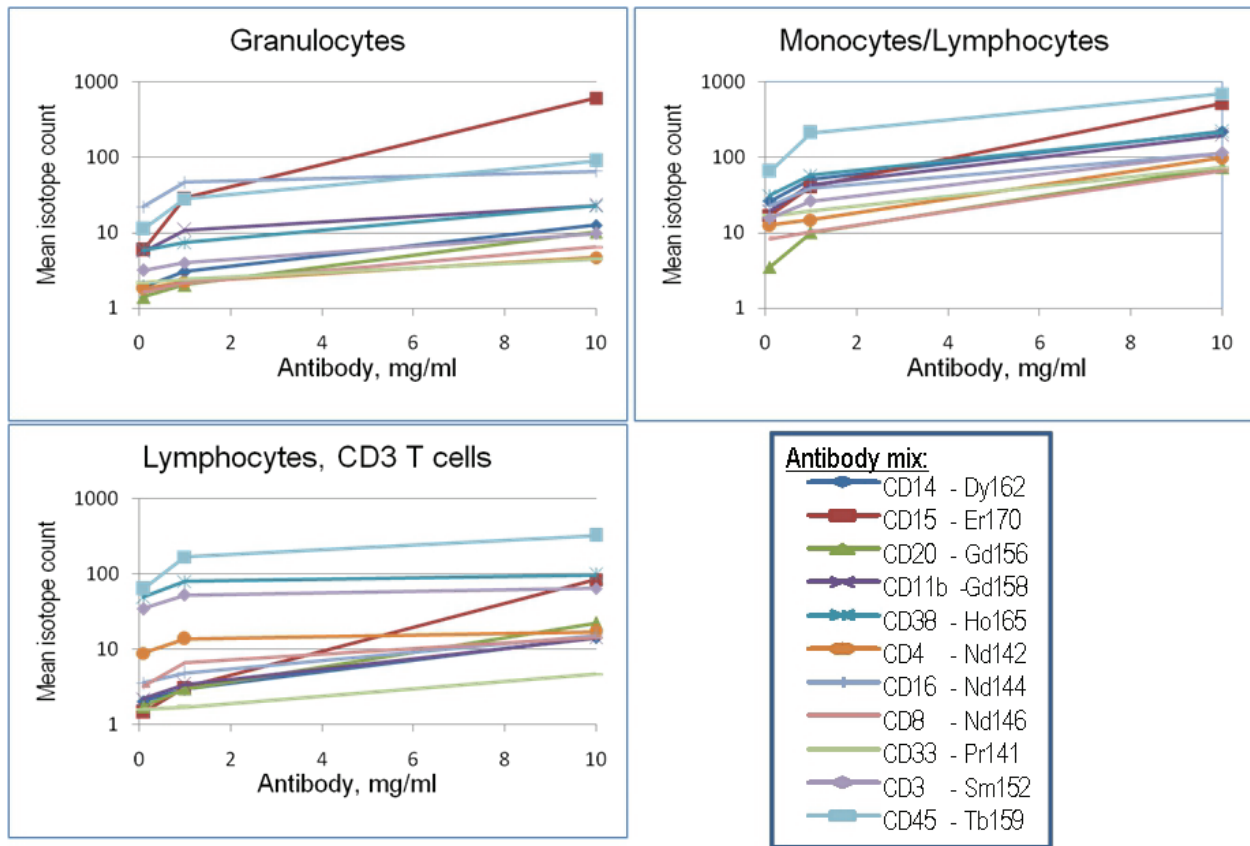 Granulocytes
Mean isotope count
1000
100
10
1
0 2 4 6 8 10
Antibody, mg/ml
Monocytes/Lymphocytes
Mean isotope count
1000
100
10
1
0 2 4 6 8 10
Antibody, mg/ml
Lymphocytes, CD3 T cells
Mean isotope count
1000
100
10
1
0 2 4 6 8 10
Antibody, mg/ml
Antibody mix:
CD14 - Dy162
CD15 - Er170
CD20 - Gd156
CD11b -Gd158
CD38 - Ho165
CD4 - Nd142
CD16 - Nd144
CD8 - Nd146
CD33 - Pr141
CD3 - Sm152
CD45 - Tb159